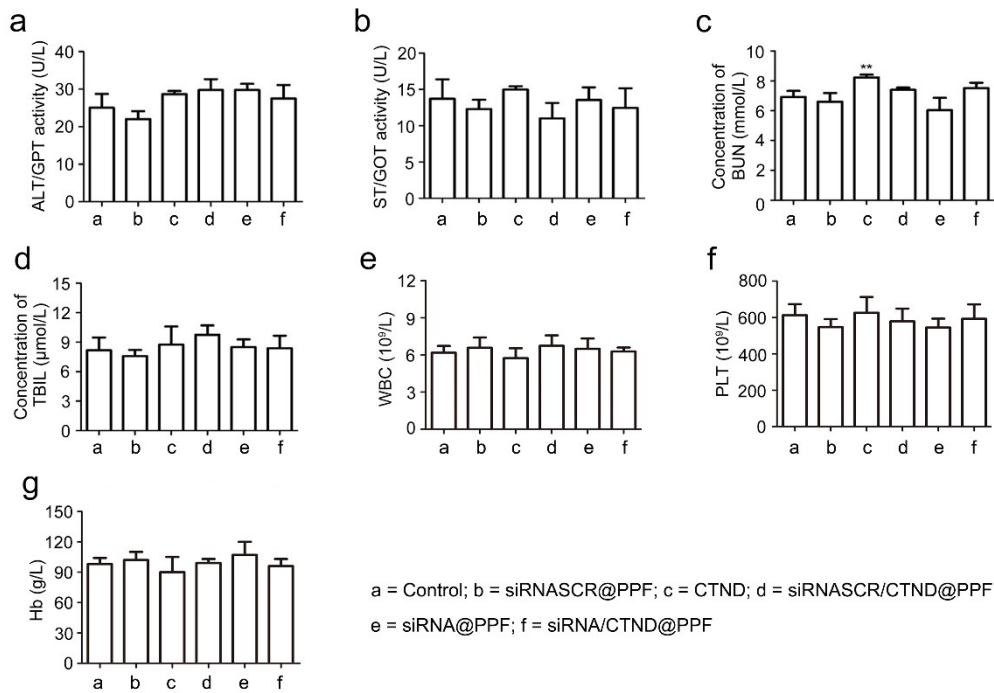 a
ALT/GPT activity (U/L)
40
30
20
10
0
a b c d e f
b
ST/GOT activity (U/L)
20
15
10
5
0
a b c d e f
c
Concentration of
BUN (mmol/L)
10
8
6
4
2
0
**
a b c d e f
d
Concentration of
TBIL (μmol/L)
15
12
9
6
3
0
a b c d e f
e
WBC (10⁹/L)
12
9
6
3
0
a b c d e f
f
PLT (10⁹/L)
800
600
400
200
0
a b c d e f
g
Hb (g/L)
150
120
90
60
30
0
a b c d e f
a = Control; b = siRNASCR@PPF; c = CTND; d = siRNASCR/CTND@PPF
e = siRNA@PPF; f = siRNA/CTND@PPF